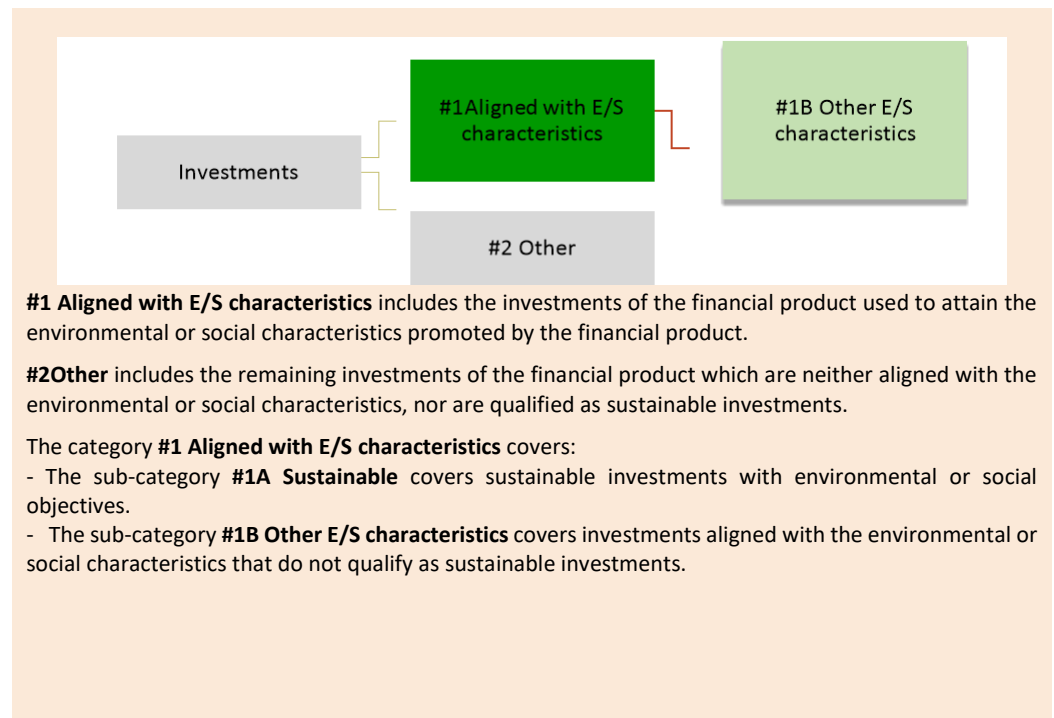 #1Aligned with E/S
characteristics
#1B Other E/S
characteristics
Investments
#2 Other
#1 Aligned with E/S characteristics includes the investments of the financial product used to attain the
environmental or social characteristics promoted by the financial product.
#2Other includes the remaining investments of the financial product which are neither aligned with the
environmental or social characteristics, nor are qualified as sustainable investments.
The category #1 Aligned with E/S characteristics covers:
- The sub-category #1A Sustainable covers sustainable investments with environmental or social
objectives.
- The sub-category #1B Other E/S characteristics covers investments aligned with the environmental or
social characteristics that do not qualify as sustainable investments.